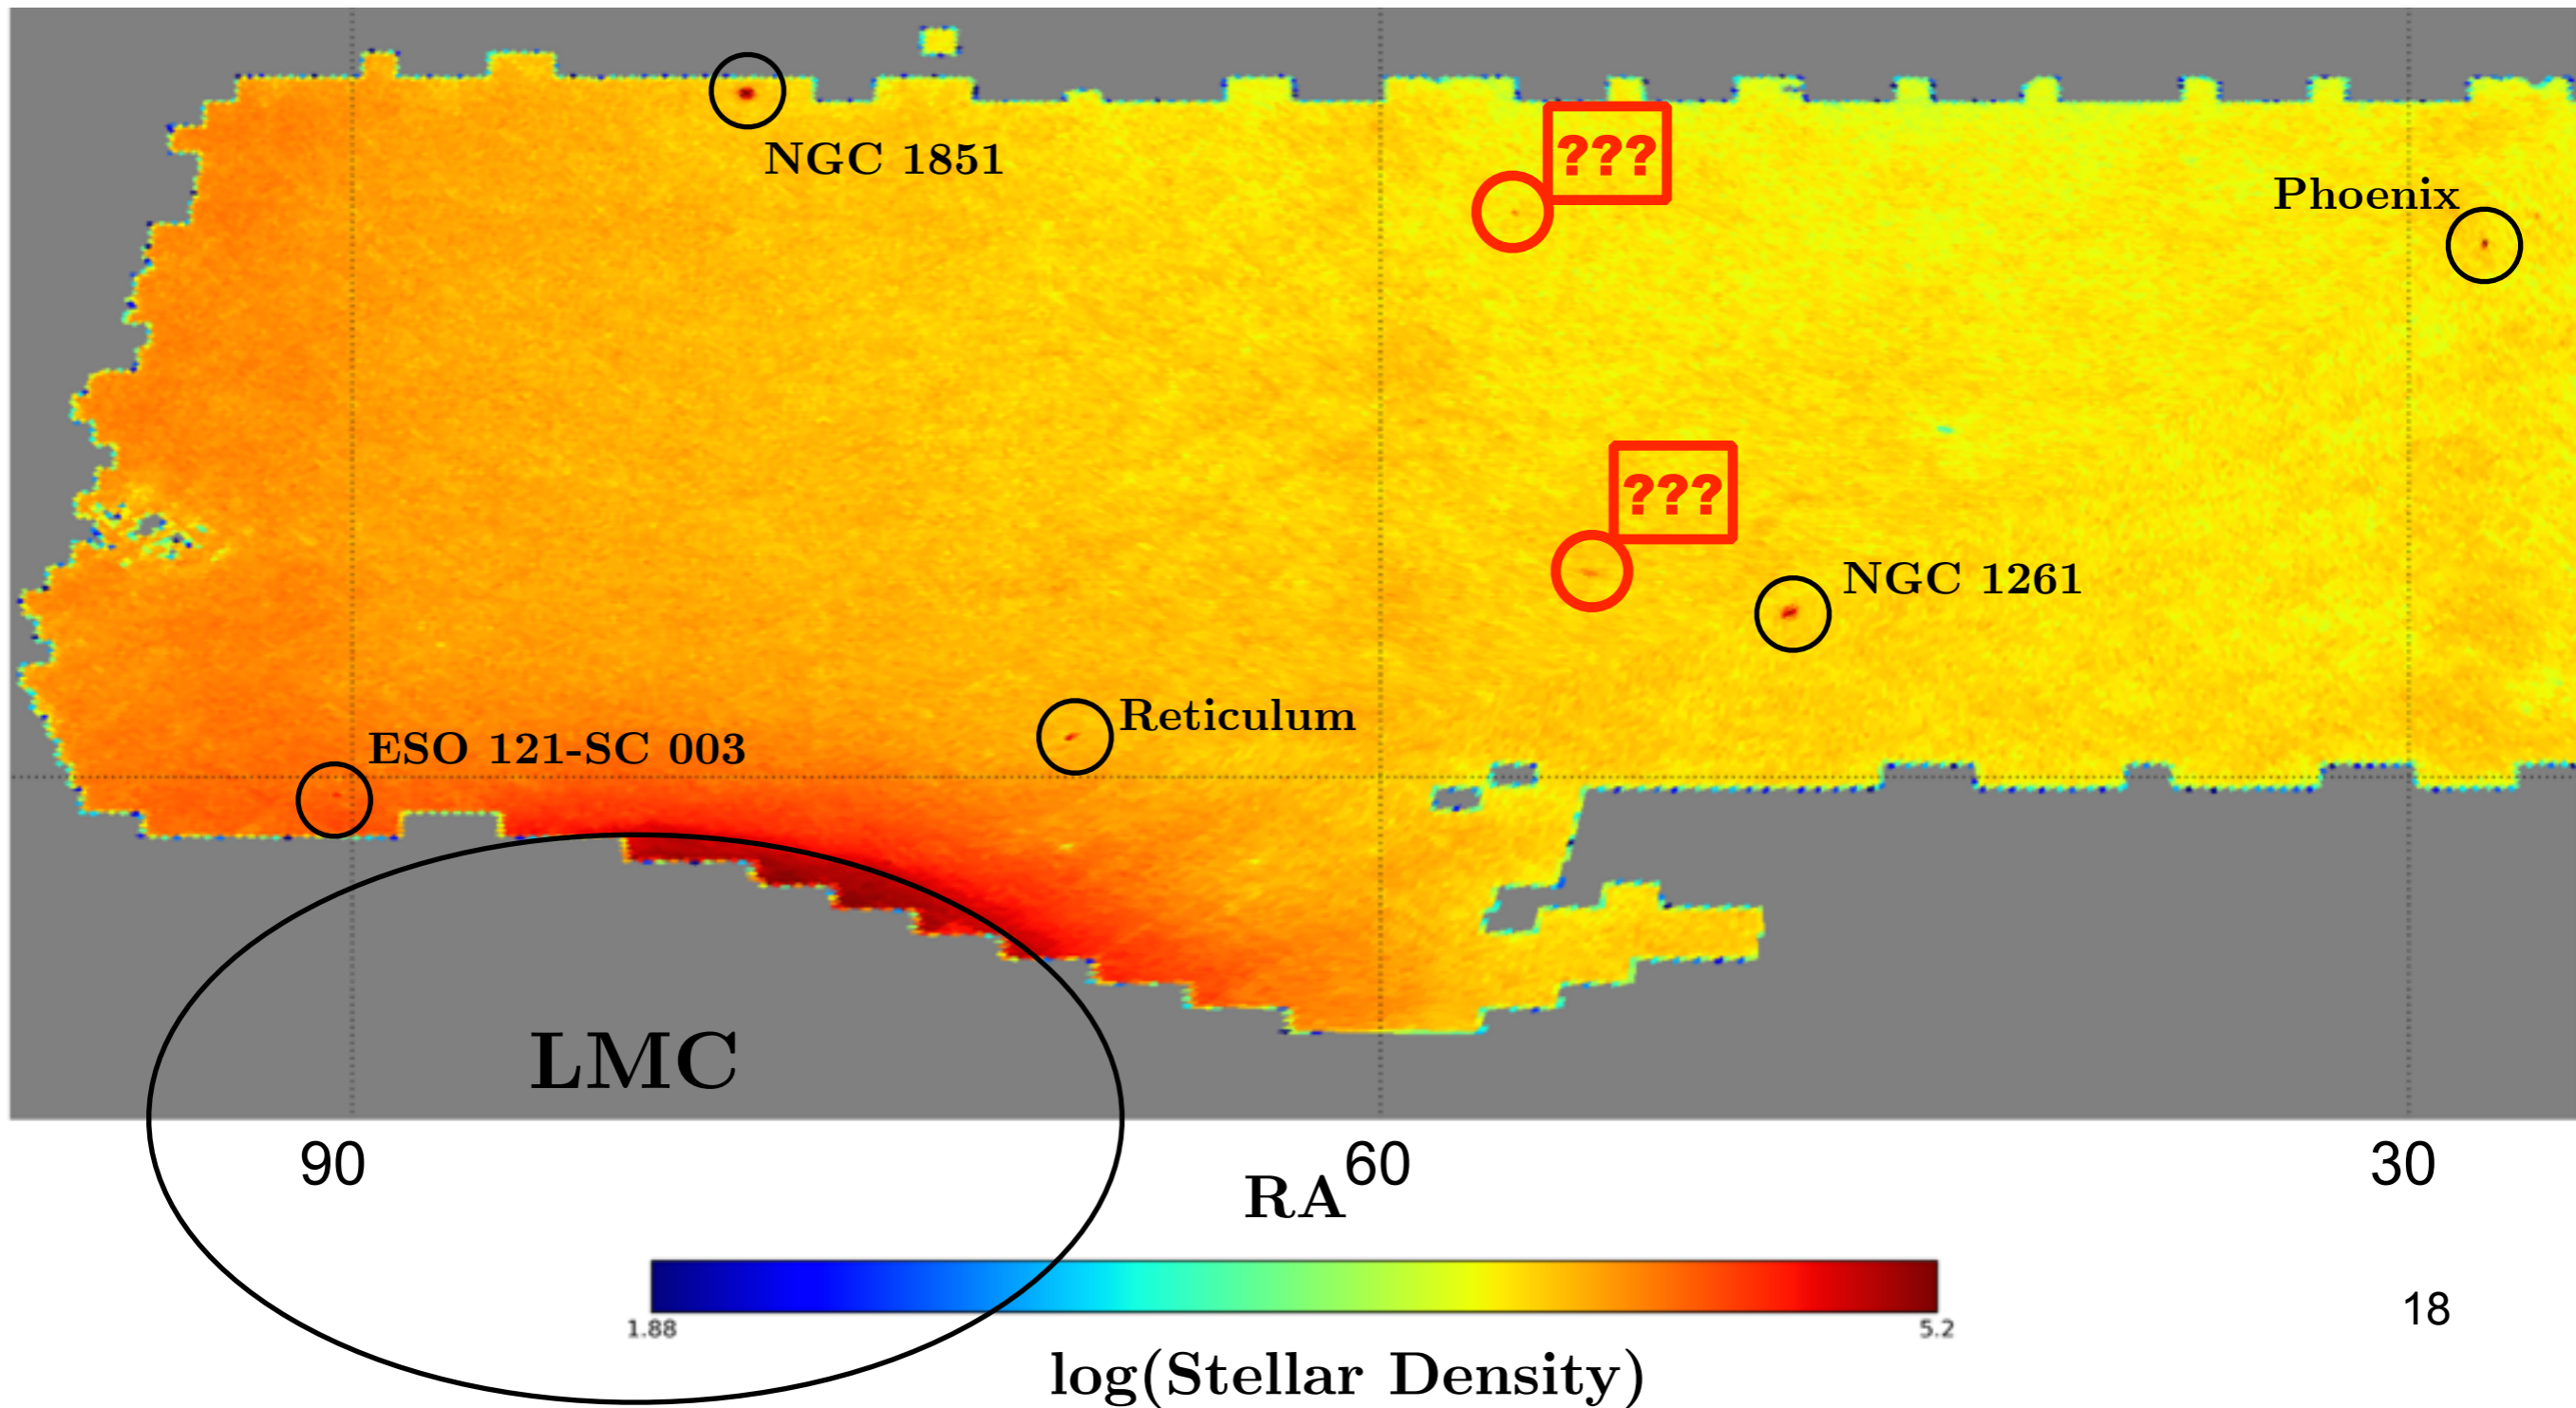 NGC 1851
???
Phoenix
???
NGC 1261
Reticulum
ESO 121-SC 003
LMC
90
60
30
RA
18
1.88
5.2
log(Stellar Density)